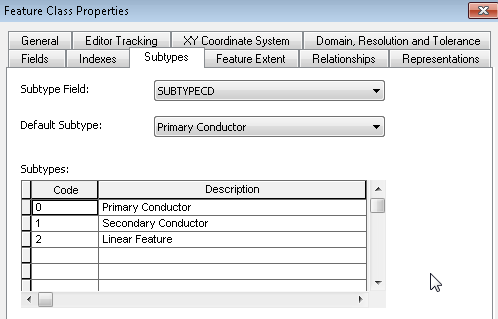 Feature Class Properties
General Editor Tracking XY Coordinate System Domain, Resolution and Tolerance
Fields Indexes Subtypes Feature Extent Relationships Representations
Subtype Field: SUBTYPECD
Default Subtype: Primary Conductor
Subtypes:
Code Description
0 Primary Conductor
1 Secondary Conductor
2 Linear Feature